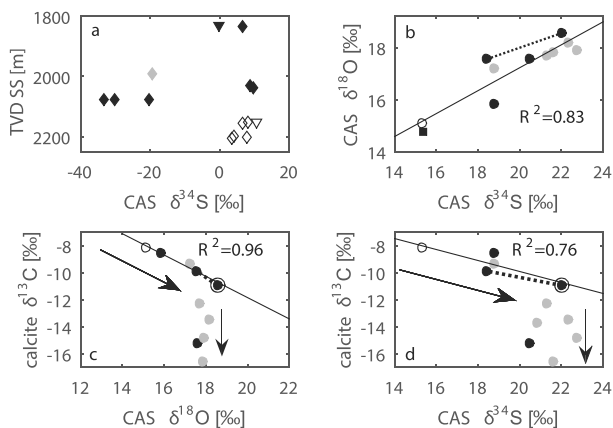 1800
2000
2200
TVD SS [m]
a
-40 -20 0 20
CAS δ34S [‰]
18
16
14
CAS δ18O [‰]
b
R2=0.83
14 16 18 20 22 24
CAS δ34S [‰]
-8
-10
-12
-14
-16
calcite δ13C [‰]
R2=0.96
c
14 16 18 20 22
CAS δ18O [‰]
-8
-10
-12
-14
-16
calcite δ13C [‰]
R2=0.76
d
14 16 18 20 22 24
CAS δ34S [‰]